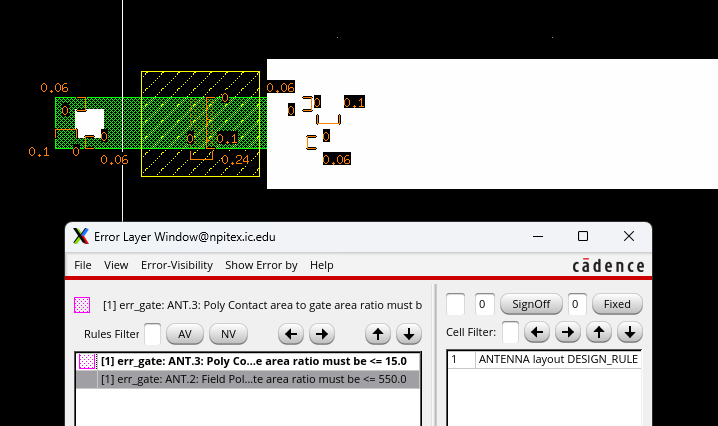 0.06
0.06
0
0
0
0.1
0
0
0
0.1
0
0.1
0
0.06
0.24
0.06
Error Layer Window@npitex.ic.edu
File View Error-Visibility Show Error by Help
cādence
[1] err_gate: ANT.3: Poly Contact area to gate area ratio must b
0 SignOff 0 Fixed
Rules Filter AV NV
Cell Filter:
[1] err_gate: ANT.3: Poly Co...e area ratio must be <= 15.0
[1] err_gate: ANT.2: Field Pol...te area ratio must be <= 550.0
1 ANTENNA layout DESIGN_RULE